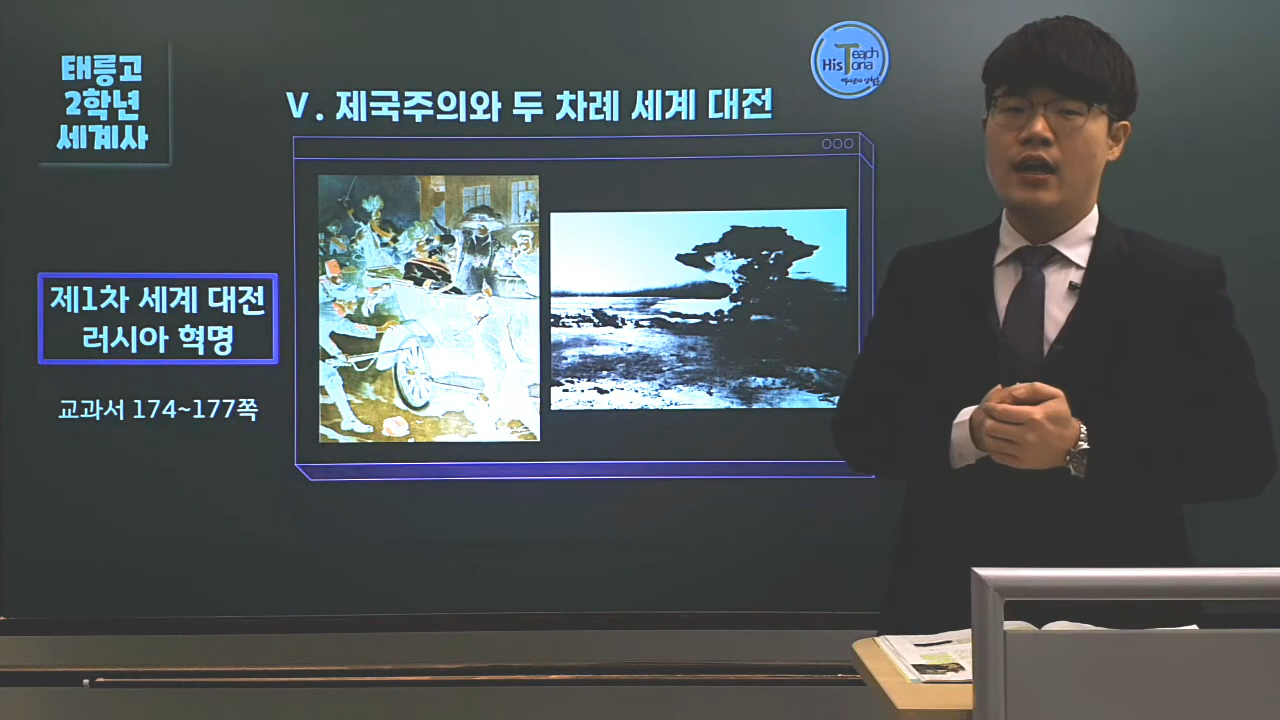 태릉고
2학년
세계사
Ⅴ. 제국주의와 두 차례 세계 대전
Teach
HisToria
제1차 세계 대전
러시아 혁명
교과서 174~177쪽